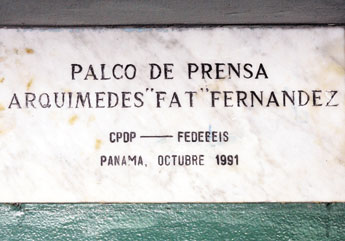 PALCO DE PRENSA
ARQUIMEDES "FAT" FERNANDEZ
CPDP — FEDEBEIS
PANAMA, OCTUBRE 1991